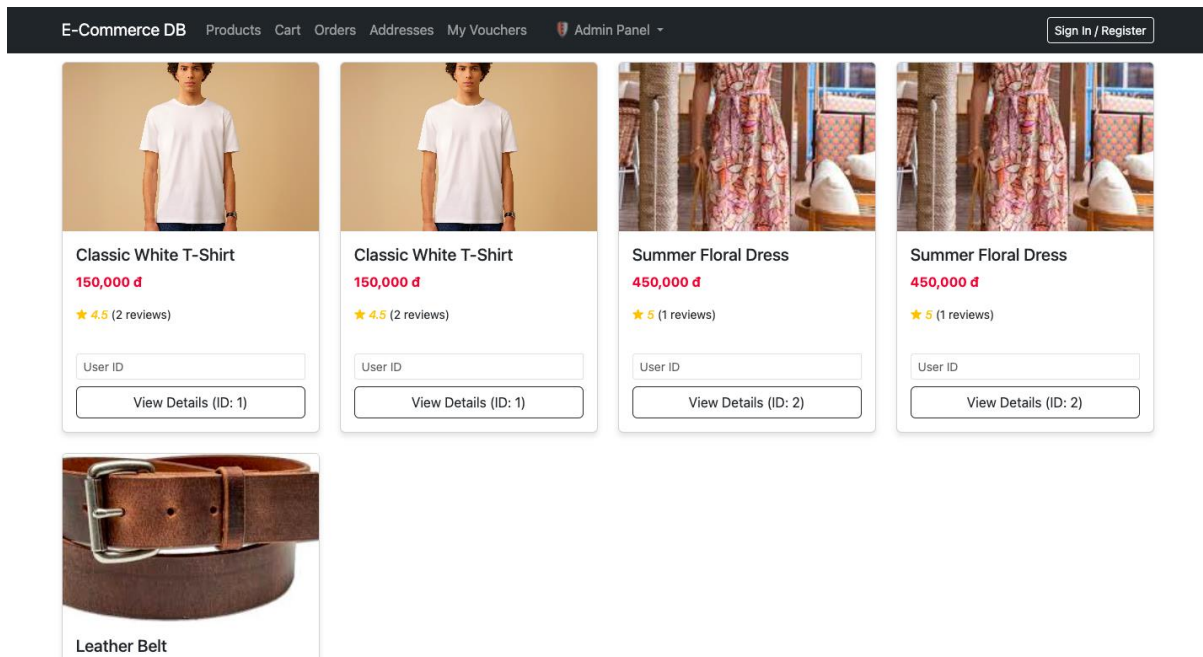 E-Commerce DB Products Cart Orders Addresses My Vouchers Admin Panel Sign In / Register
Classic White T-Shirt
150,000 đ
4.5 (2 reviews)
User ID
View Details (ID: 1)
Classic White T-Shirt
150,000 đ
4.5 (2 reviews)
User ID
View Details (ID: 1)
Summer Floral Dress
450,000 đ
5 (1 reviews)
User ID
View Details (ID: 2)
Summer Floral Dress
450,000 đ
5 (1 reviews)
User ID
View Details (ID: 2)
Leather Belt